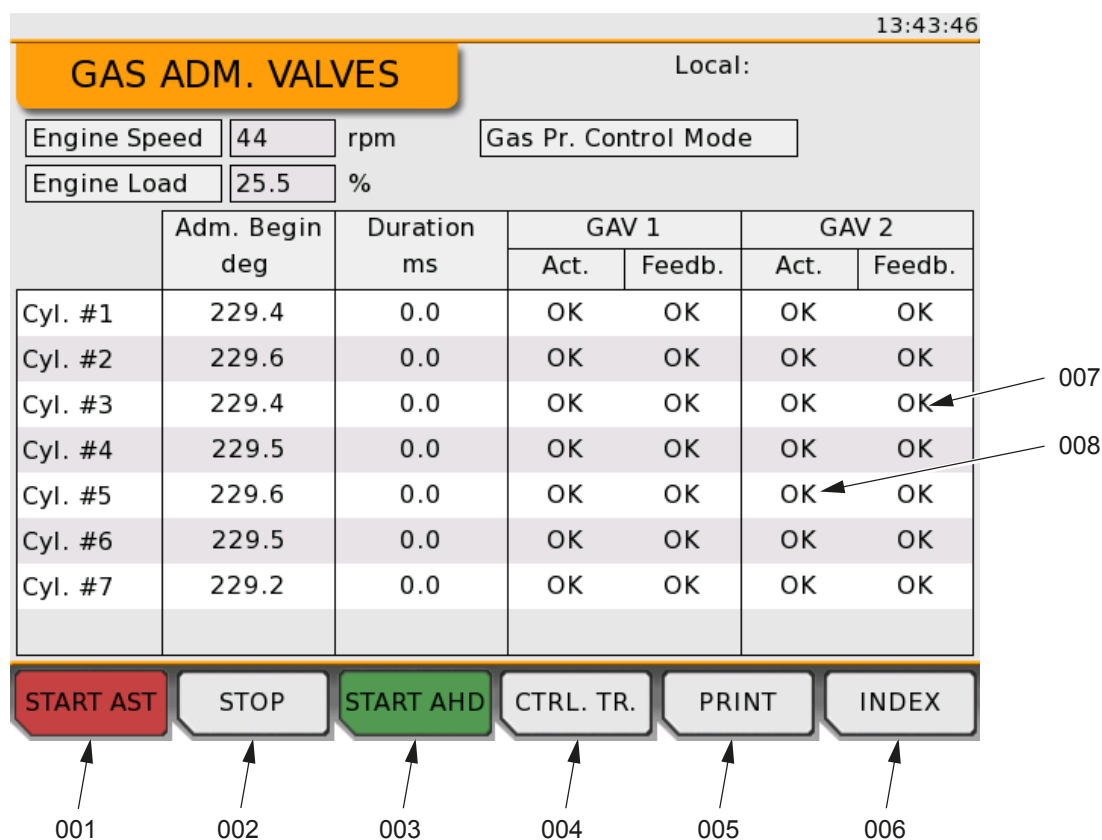 13:43:46
GAS ADM. VALVES Local:
Engine Speed 44 rpm Gas Pr. Control Mode
Engine Load 25.5 %
Adm. Begin Duration GAV 1 GAV 2
deg ms Act. Feedb. Act. Feedb.
Cyl. #1 229.4 0.0 OK OK OK OK
Cyl. #2 229.6 0.0 OK OK OK OK
Cyl. #3 229.4 0.0 OK OK OK OK 007
Cyl. #4 229.5 0.0 OK OK OK OK 008
Cyl. #5 229.6 0.0 OK OK OK OK
Cyl. #6 229.5 0.0 OK OK OK OK
Cyl. #7 229.2 0.0 OK OK OK OK
START AST STOP START AHD CTRL. TR. PRINT INDEX
001 002 003 004 005 006